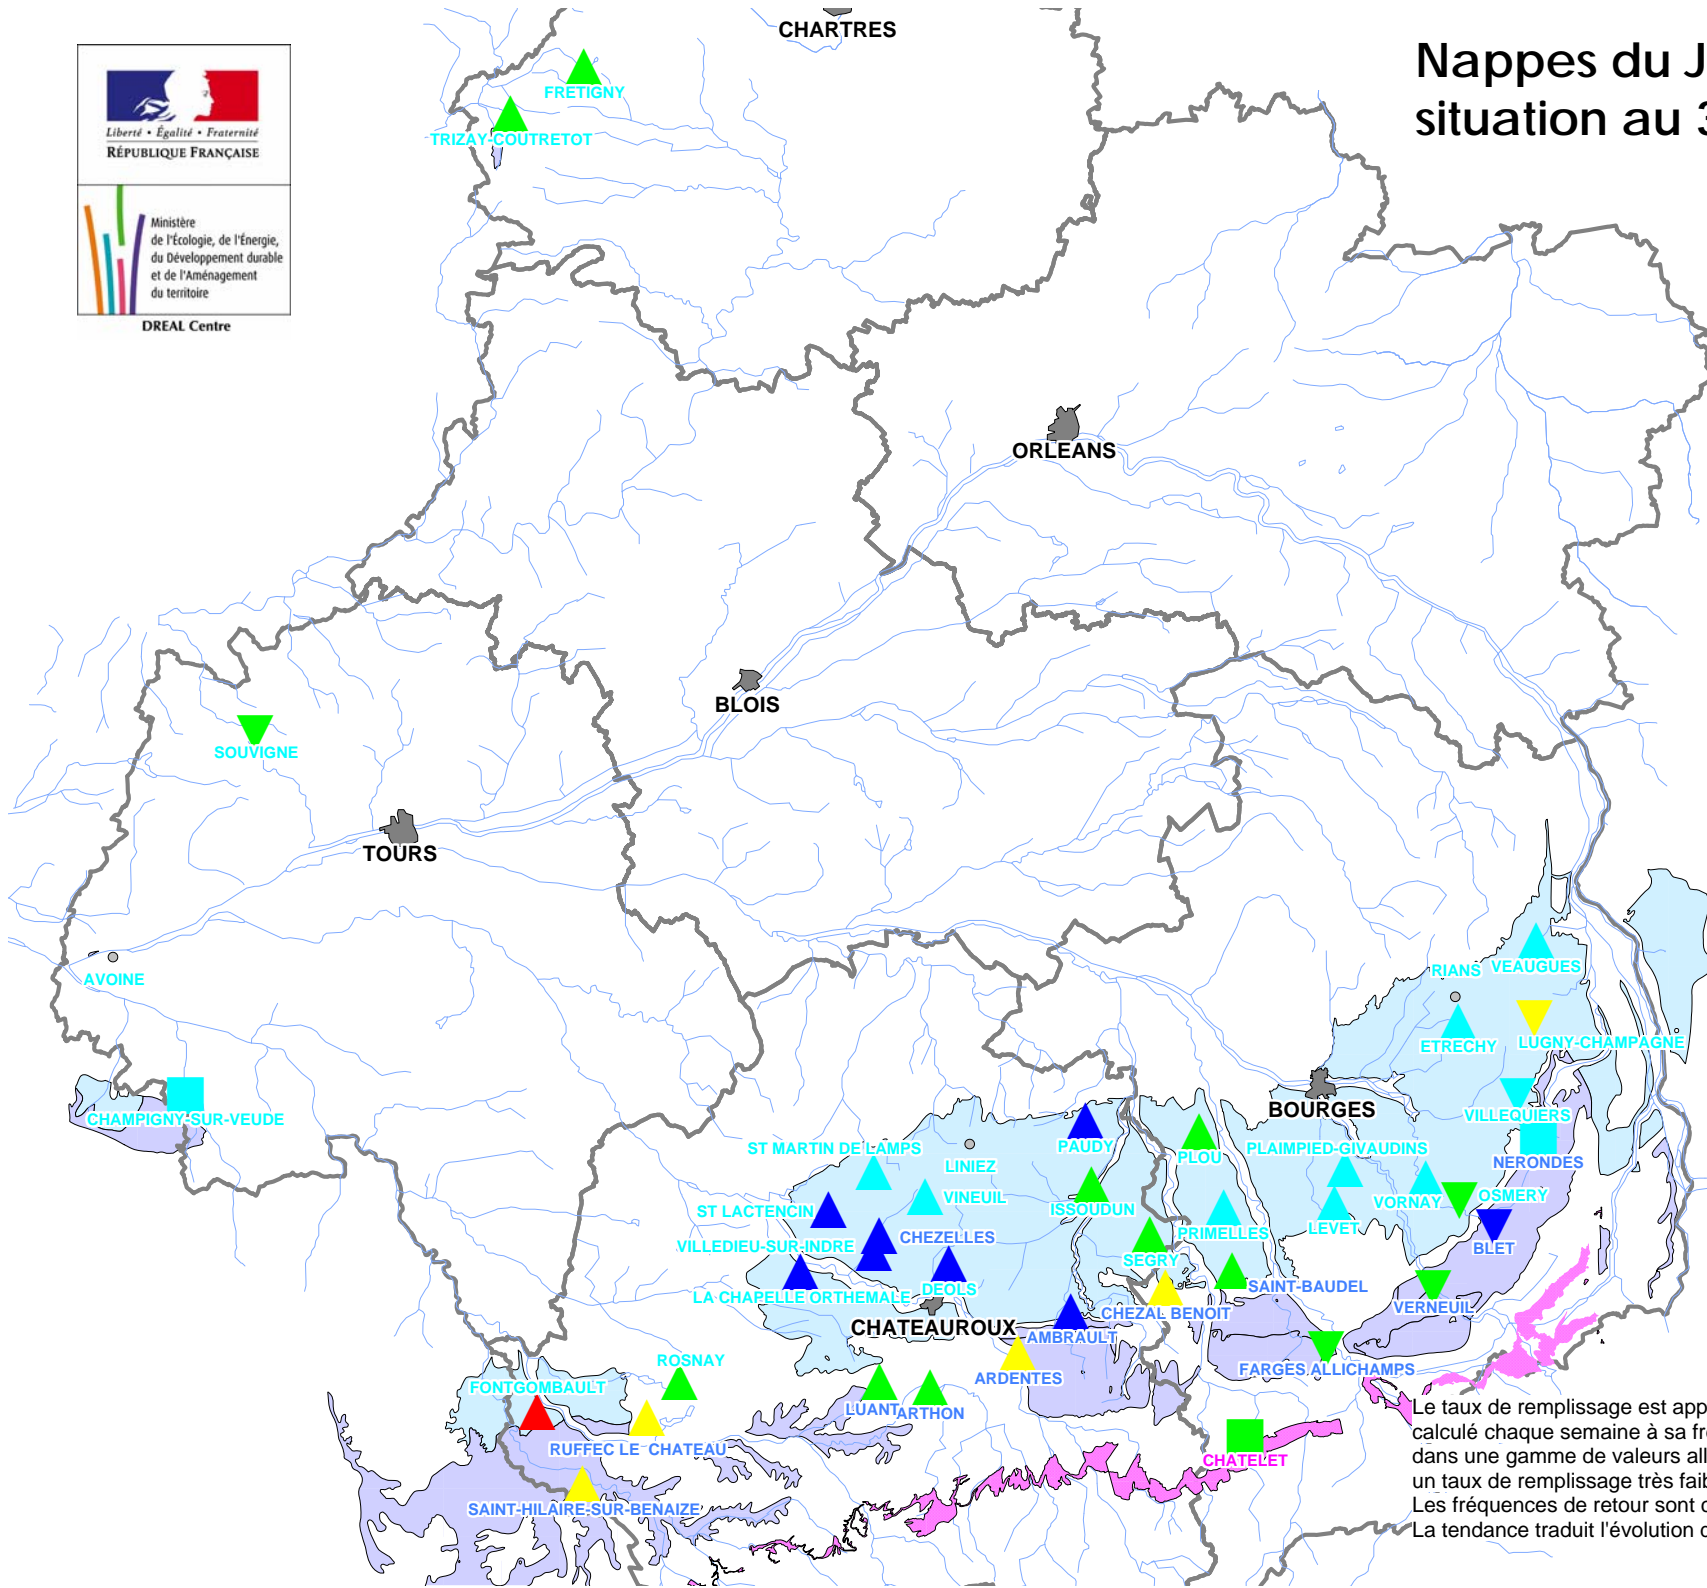 CHARTRES
Nappes du J
situation au 3
Liberté • Égalité • Fraternité
RÉPUBLIQUE FRANÇAISE
Ministère
de l'Écologie, de l'Énergie,
du Développement durable
et de l'Aménagement
du territoire
DREAL Centre
FRETIGNY
TRIZAY-COUTRETOT
ORLEANS
BLOIS
SOUVIGNE
TOURS
AVOINE
RIANS
VEAUGUES
ETRECHY
LUGNY-CHAMPAGNE
CHAMPIGNY-SUR-VEUDE
BOURGES
VILLEQUIERS
ST MARTIN DE LAMPS
LINIEZ
PAUDY
PLOU
PLAIMPIED-GIVAUDINS
NERONDES
ST LACTENCIN
VINEUIL
ISSOUDUN
VORNAY
OSMERY
VILLEDIEU-SUR-INDRE
CHEZELLES
SEGRY
PRIMELLES
LEVET
BLET
LA CHAPELLE ORTHEMALE
DEOLS
SAINT-BAUDEL
CHEZAL BENOIT
VERNEUIL
CHATEAUROUX
AMBRAULT
ROSNAY
ARDENTES
FARGES ALLICHAMPS
FONTGOMBAULT
LUANT
ARTHON
RUFFEC LE CHATEAU
CHATELET
SAINT-HILAIRE-SUR-BENAIZE
Le taux de remplissage est app
calculé chaque semaine à sa fr
dans une gamme de valeurs all
un taux de remplissage très faib
Les fréquences de retour sont
La tendance traduit l'évolution